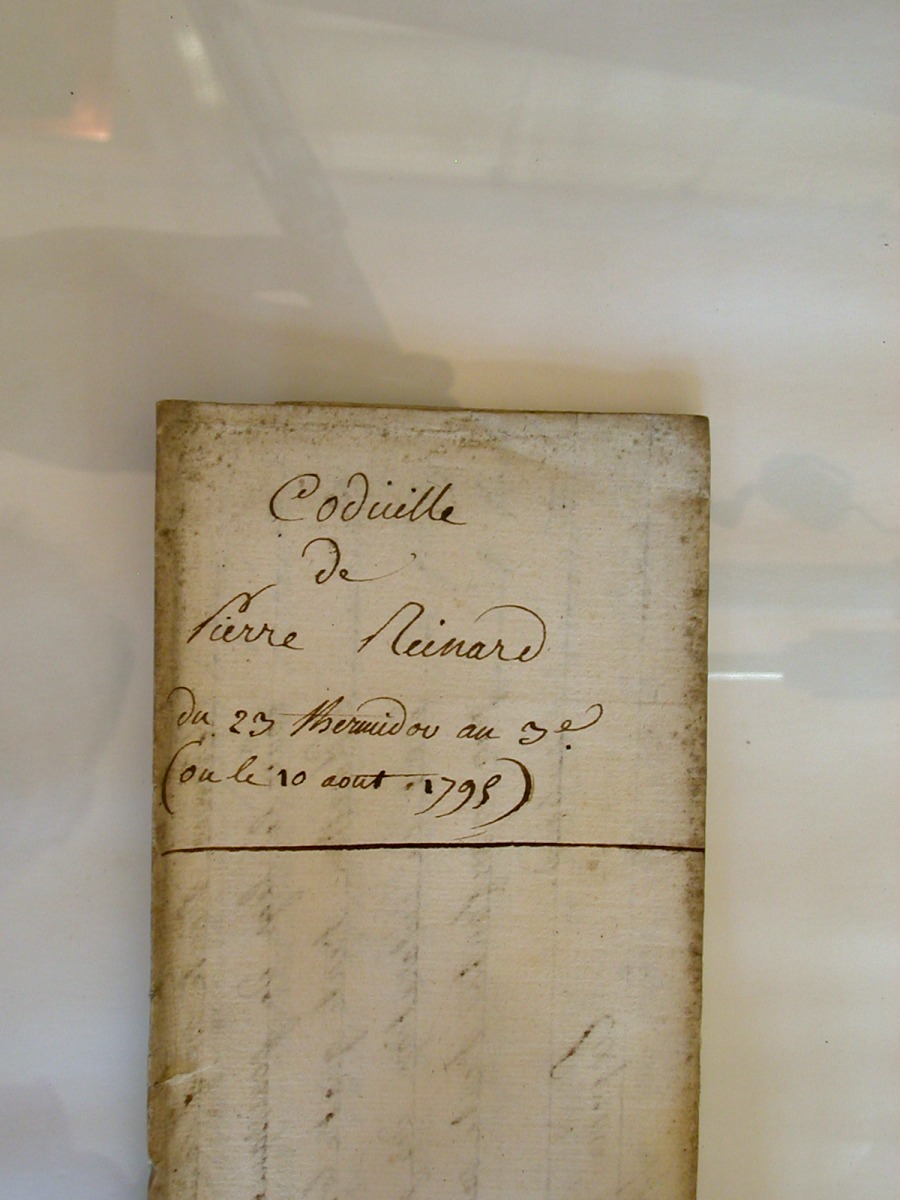 Codicille
de
Pierre Reinard
du 23 thermidor an 3e
(ou le 10 aout 1795)